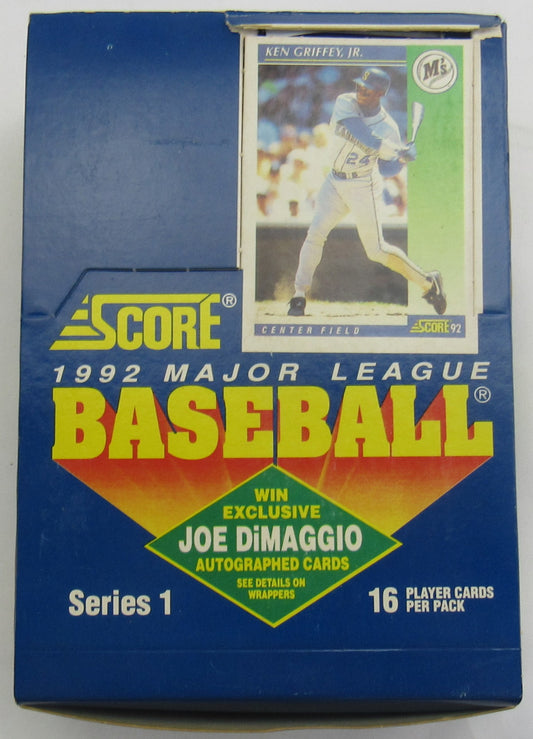 KEN GRIFFEY, JR.
M's
24
CENTER FIELD
SCORE 92
SCORE®
1992 MAJOR LEAGUE
BASEBALL®
WIN
EXCLUSIVE
JOE DiMAGGIO
AUTOGRAPHED CARDS
SEE DETAILS ON
WRAPPERS
Series 1
16 PLAYER CARDS
PER PACK